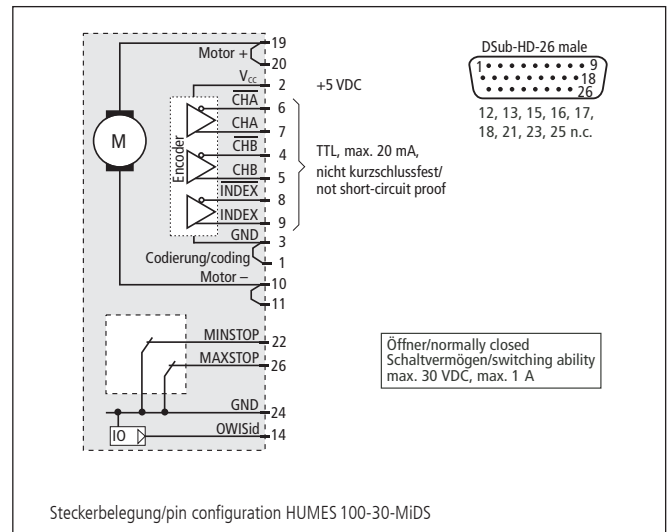 19
Motor +
20
Vcc
2
+5 VDC
CHA
6
CHA
7
CHB
4
CHB
5
INDEX
8
INDEX
9
GND
3
Codierung/coding
1
Motor –
10
11
M
Encoder
TTL, max. 20 mA,
nicht kurzschlussfest/
not short-circuit proof
DSub-HD-26 male
1
9
18
26
12, 13, 15, 16, 17,
18, 21, 23, 25 n.c.
MINSTOP
22
MAXSTOP
26
GND
24
IO
OWISid
14
Öffner/normally closed
Schaltvermögen/switching ability
max. 30 VDC, max. 1 A
Steckerbelegung/pin configuration HUMES 100-30-MiDS